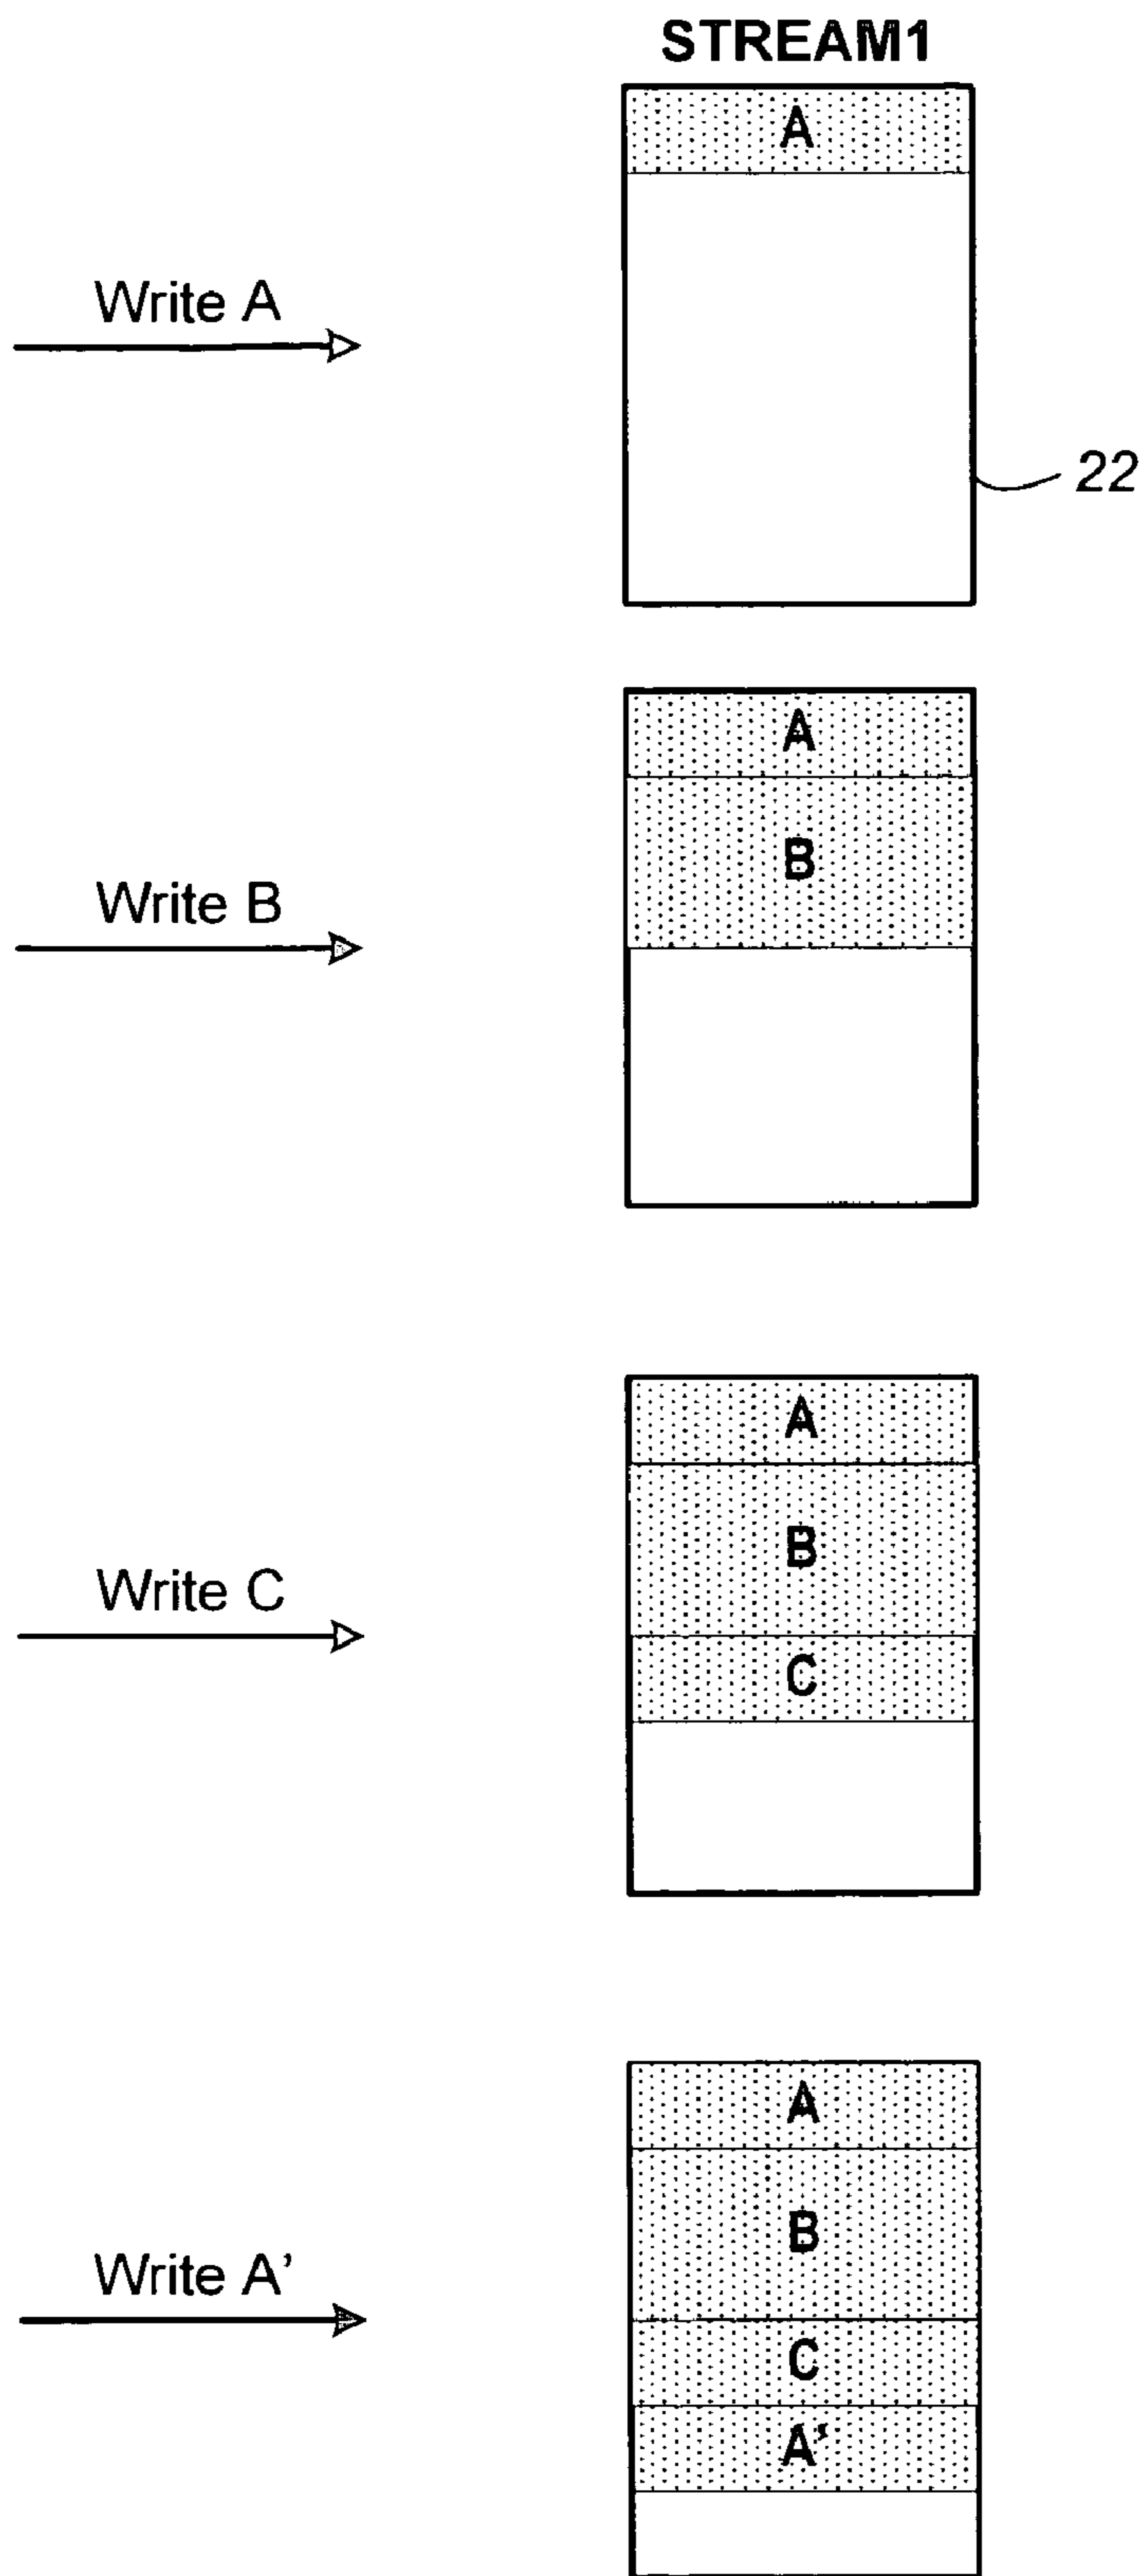 STREAM1
A
Write A
22
A
B
Write B
A
B
Write C
C
A
B
Write A’
C
A’